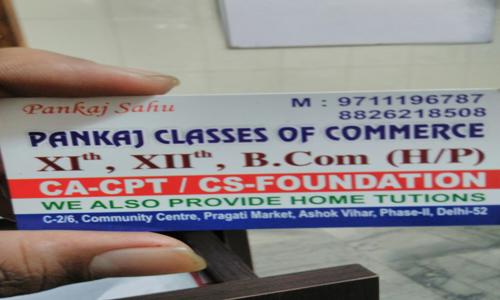 Pankaj Sahu
M : 9711196787
8826218508
PANKAJ CLASSES OF COMMERCE
XIth, XIIth, B.Com (H/P)
CA-CPT / CS-FOUNDATION
WE ALSO PROVIDE HOME TUTIONS
C-2/6, Community Centre, Pragati Market, Ashok Vihar, Phase-II, Delhi-52